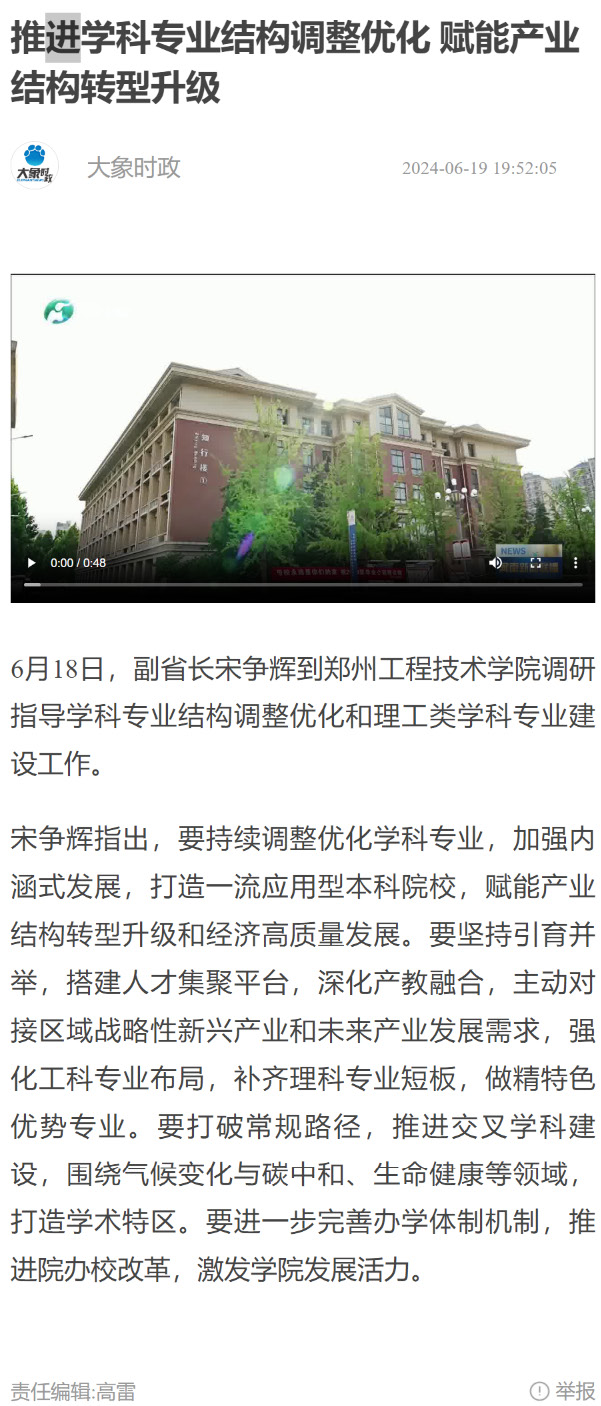 推进学科专业结构调整优化 赋能产业
结构转型升级
大象时政
大象时政
2024-06-19 19:52:05
知行楼①
NEWS
0:00 / 0:48
6月18日，副省长宋争辉到郑州工程技术学院调研
指导学科专业结构调整优化和理工类学科专业建
设工作。
宋争辉指出，要持续调整优化学科专业，加强内
涵式发展，打造一流应用型本科院校，赋能产业
结构转型升级和经济高质量发展。要坚持引育并
举，搭建人才集聚平台，深化产教融合，主动对
接区域战略性新兴产业和未来产业发展需求，强
化工科专业布局，补齐理科专业短板，做精特色
优势专业。要打破常规路径，推进交叉学科建
设，围绕气候变化与碳中和、生命健康等领域，
打造学术特区。要进一步完善办学体制机制，推
进院办校改革，激发学院发展活力。
责任编辑:高雷
举报